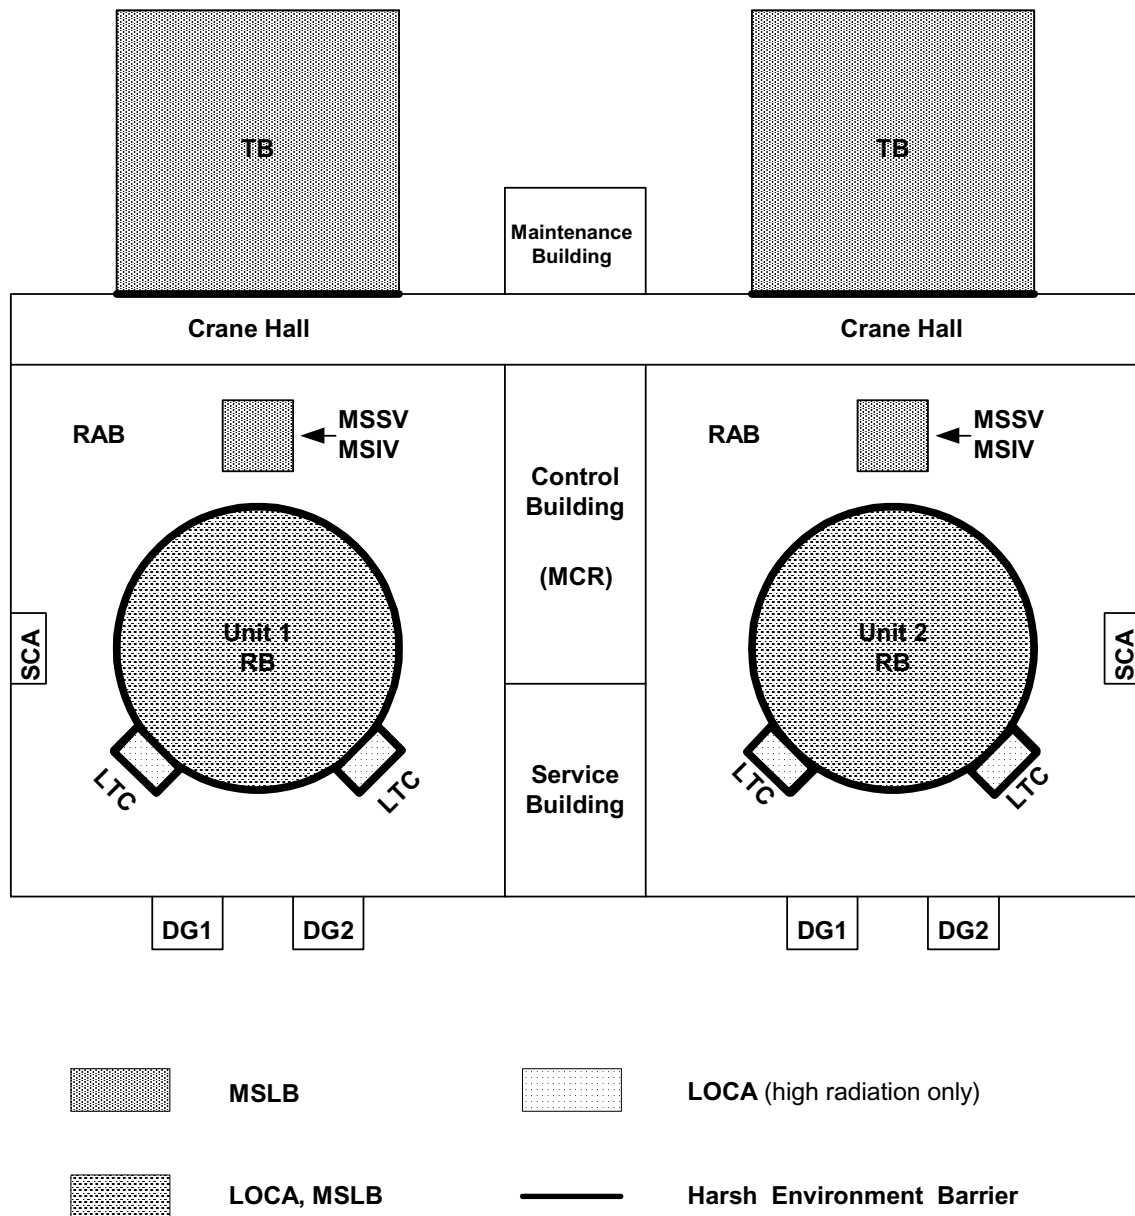 TB
TB
Maintenance
Building
Crane Hall
Crane Hall
RAB
MSSV
MSIV
Control
Building
(MCR)
RAB
MSSV
MSIV
SCA
Unit 1
RB
Unit 2
RB
SCA
LTC
LTC
Service
Building
LTC
LTC
DG1
DG2
DG1
DG2
MSLB
LOCA (high radiation only)
LOCA, MSLB
Harsh Environment Barrier